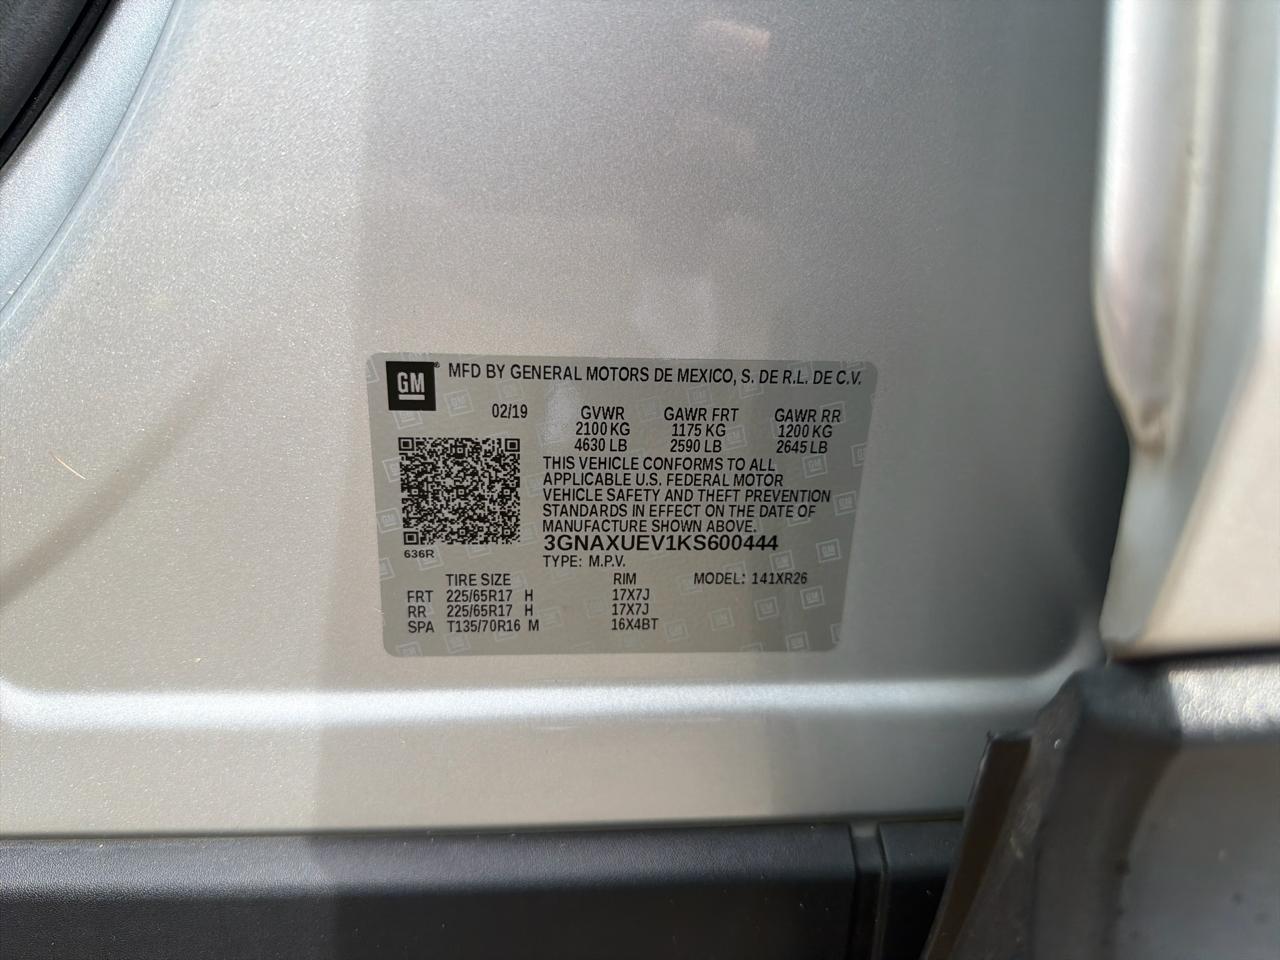 GM® MFD BY GENERAL MOTORS DE MEXICO, S. DE R.L. DE C.V.
02/19 GVWR GAWR FRT GAWR RR
2100 KG 1175 KG 1200 KG
4630 LB 2590 LB 2645 LB
THIS VEHICLE CONFORMS TO ALL
APPLICABLE U.S. FEDERAL MOTOR
VEHICLE SAFETY AND THEFT PREVENTION
STANDARDS IN EFFECT ON THE DATE OF
MANUFACTURE SHOWN ABOVE.
3GNAXUEV1KS600444
636R
TYPE: M.P.V.
TIRE SIZE RIM MODEL: 141XR26
FRT 225/65R17 H 17X7J
RR 225/65R17 H 17X7J
SPA T135/70R16 M 16X4BT